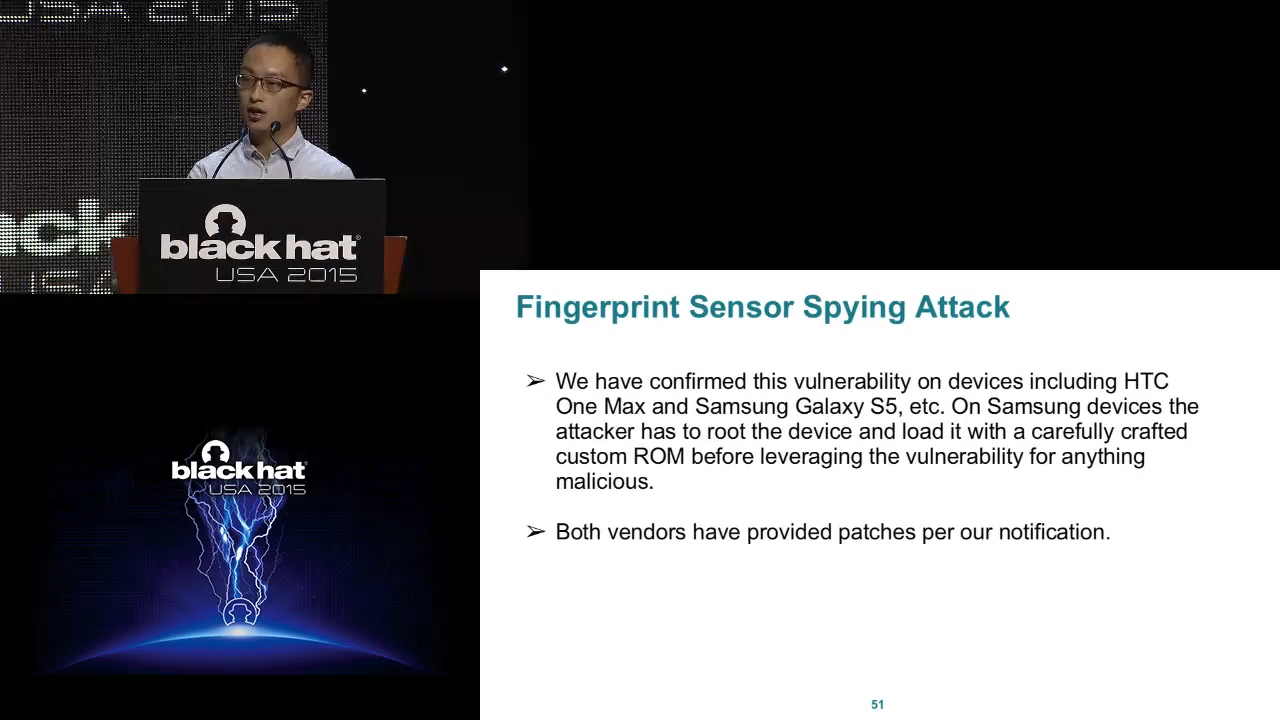 USA 2015
black hat
USA 2015
Fingerprint Sensor Spying Attack
➢ We have confirmed this vulnerability on devices including HTC
One Max and Samsung Galaxy S5, etc. On Samsung devices the
attacker has to root the device and load it with a carefully crafted
custom ROM before leveraging the vulnerability for anything
malicious.
➢ Both vendors have provided patches per our notification.
black hat
USA 2015
51